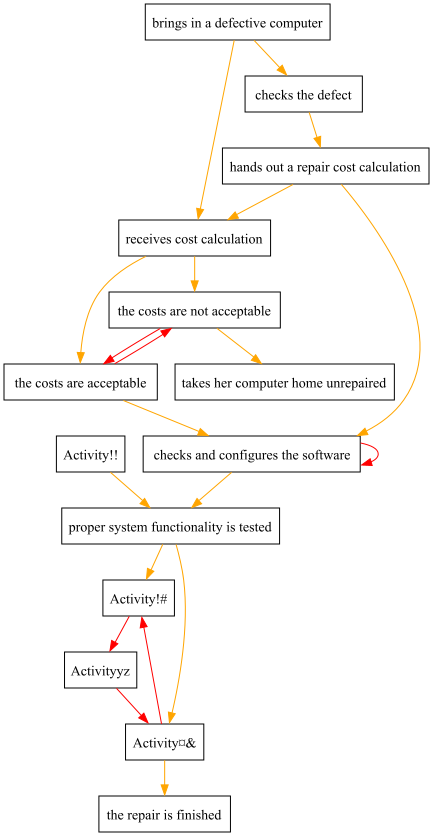 brings in a defective computer
checks the defect
hands out a repair cost calculation
receives cost calculation
the costs are not acceptable
the costs are acceptable
takes her computer home unrepaired
Activity!!
checks and configures the software
proper system functionality is tested
Activity!#
Activityyz
Activity¤&
the repair is finished